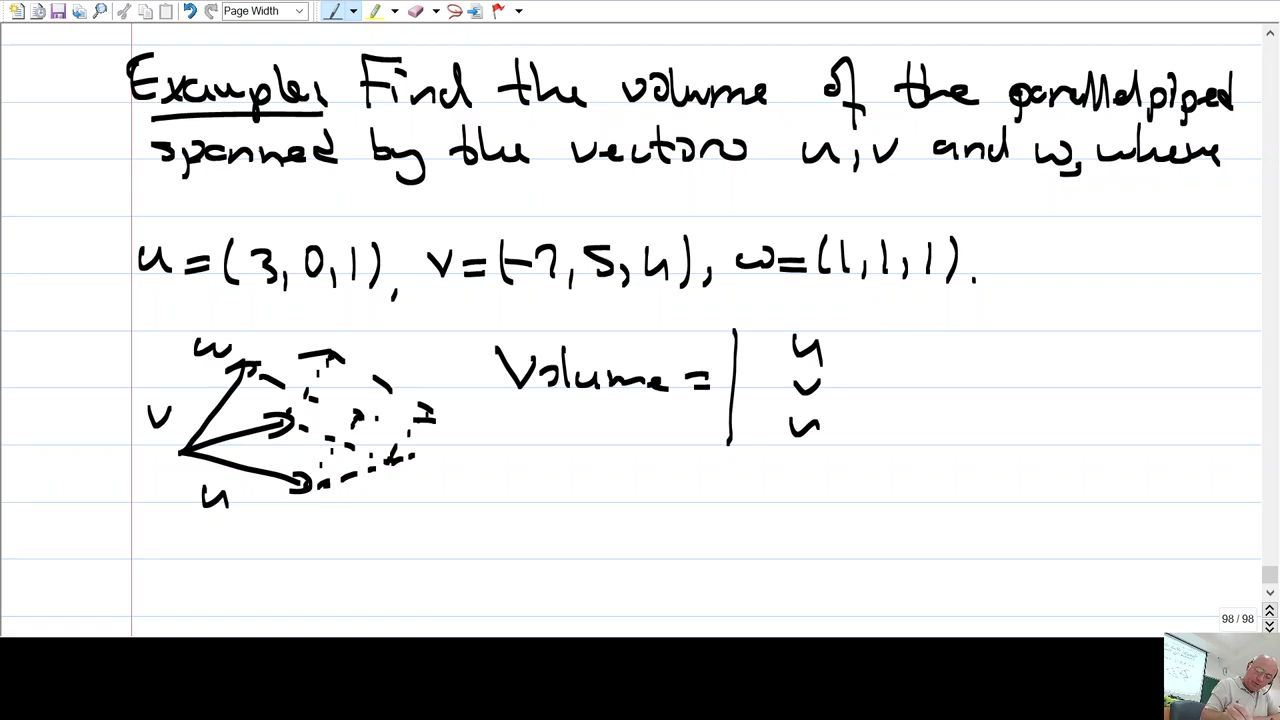 Page Width
Example: Find the volume of the parallelpiped
spanned by the vectors u, v and w, where
u = (3, 0, 1), v = (-7, 5, 4), w = (1, 1, 1).
w
v
u
Volume = | u
v
u
98 / 98